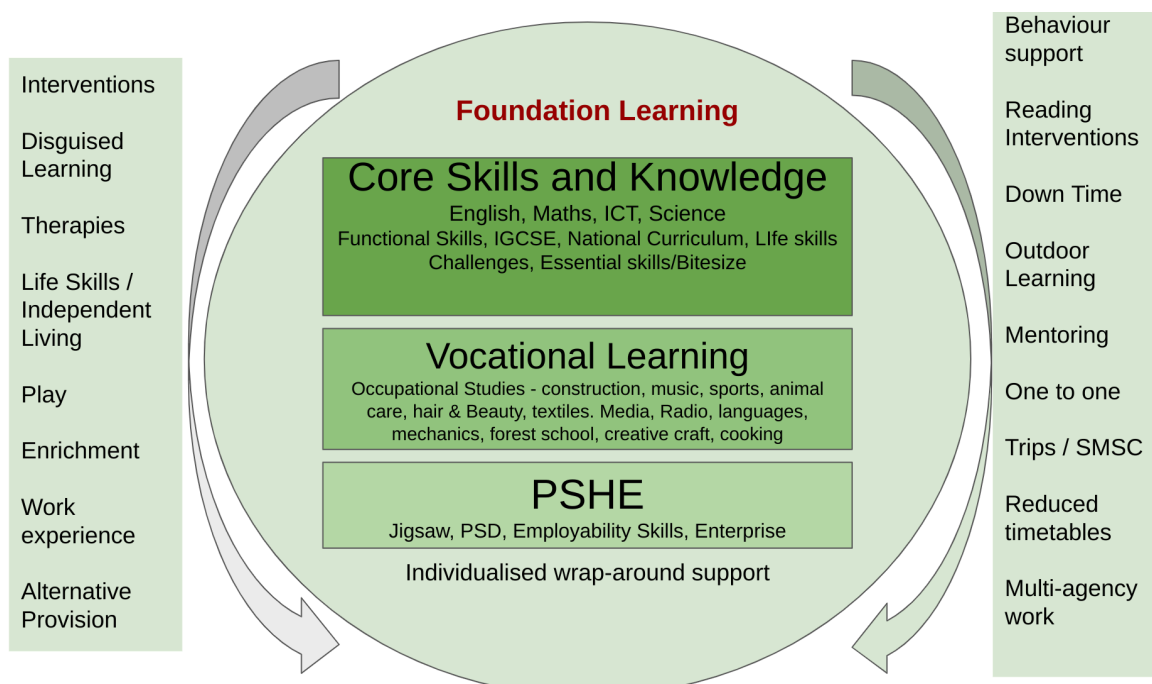 Interventions
Disguised
Learning
Therapies
Life Skills /
Independent
Living
Play
Enrichment
Work
experience
Alternative
Provision
Foundation Learning
Core Skills and Knowledge
English, Maths, ICT, Science
Functional Skills, IGCSE, National Curriculum, LIfe skills
Challenges, Essential skills/Bitesize
Vocational Learning
Occupational Studies - construction, music, sports, animal
care, hair & Beauty, textiles. Media, Radio, languages,
mechanics, forest school, creative craft, cooking
PSHE
Jigsaw, PSD, Employability Skills, Enterprise
Individualised wrap-around support
Behaviour
support
Reading
Interventions
Down Time
Outdoor
Learning
Mentoring
One to one
Trips / SMSC
Reduced
timetables
Multi-agency
work